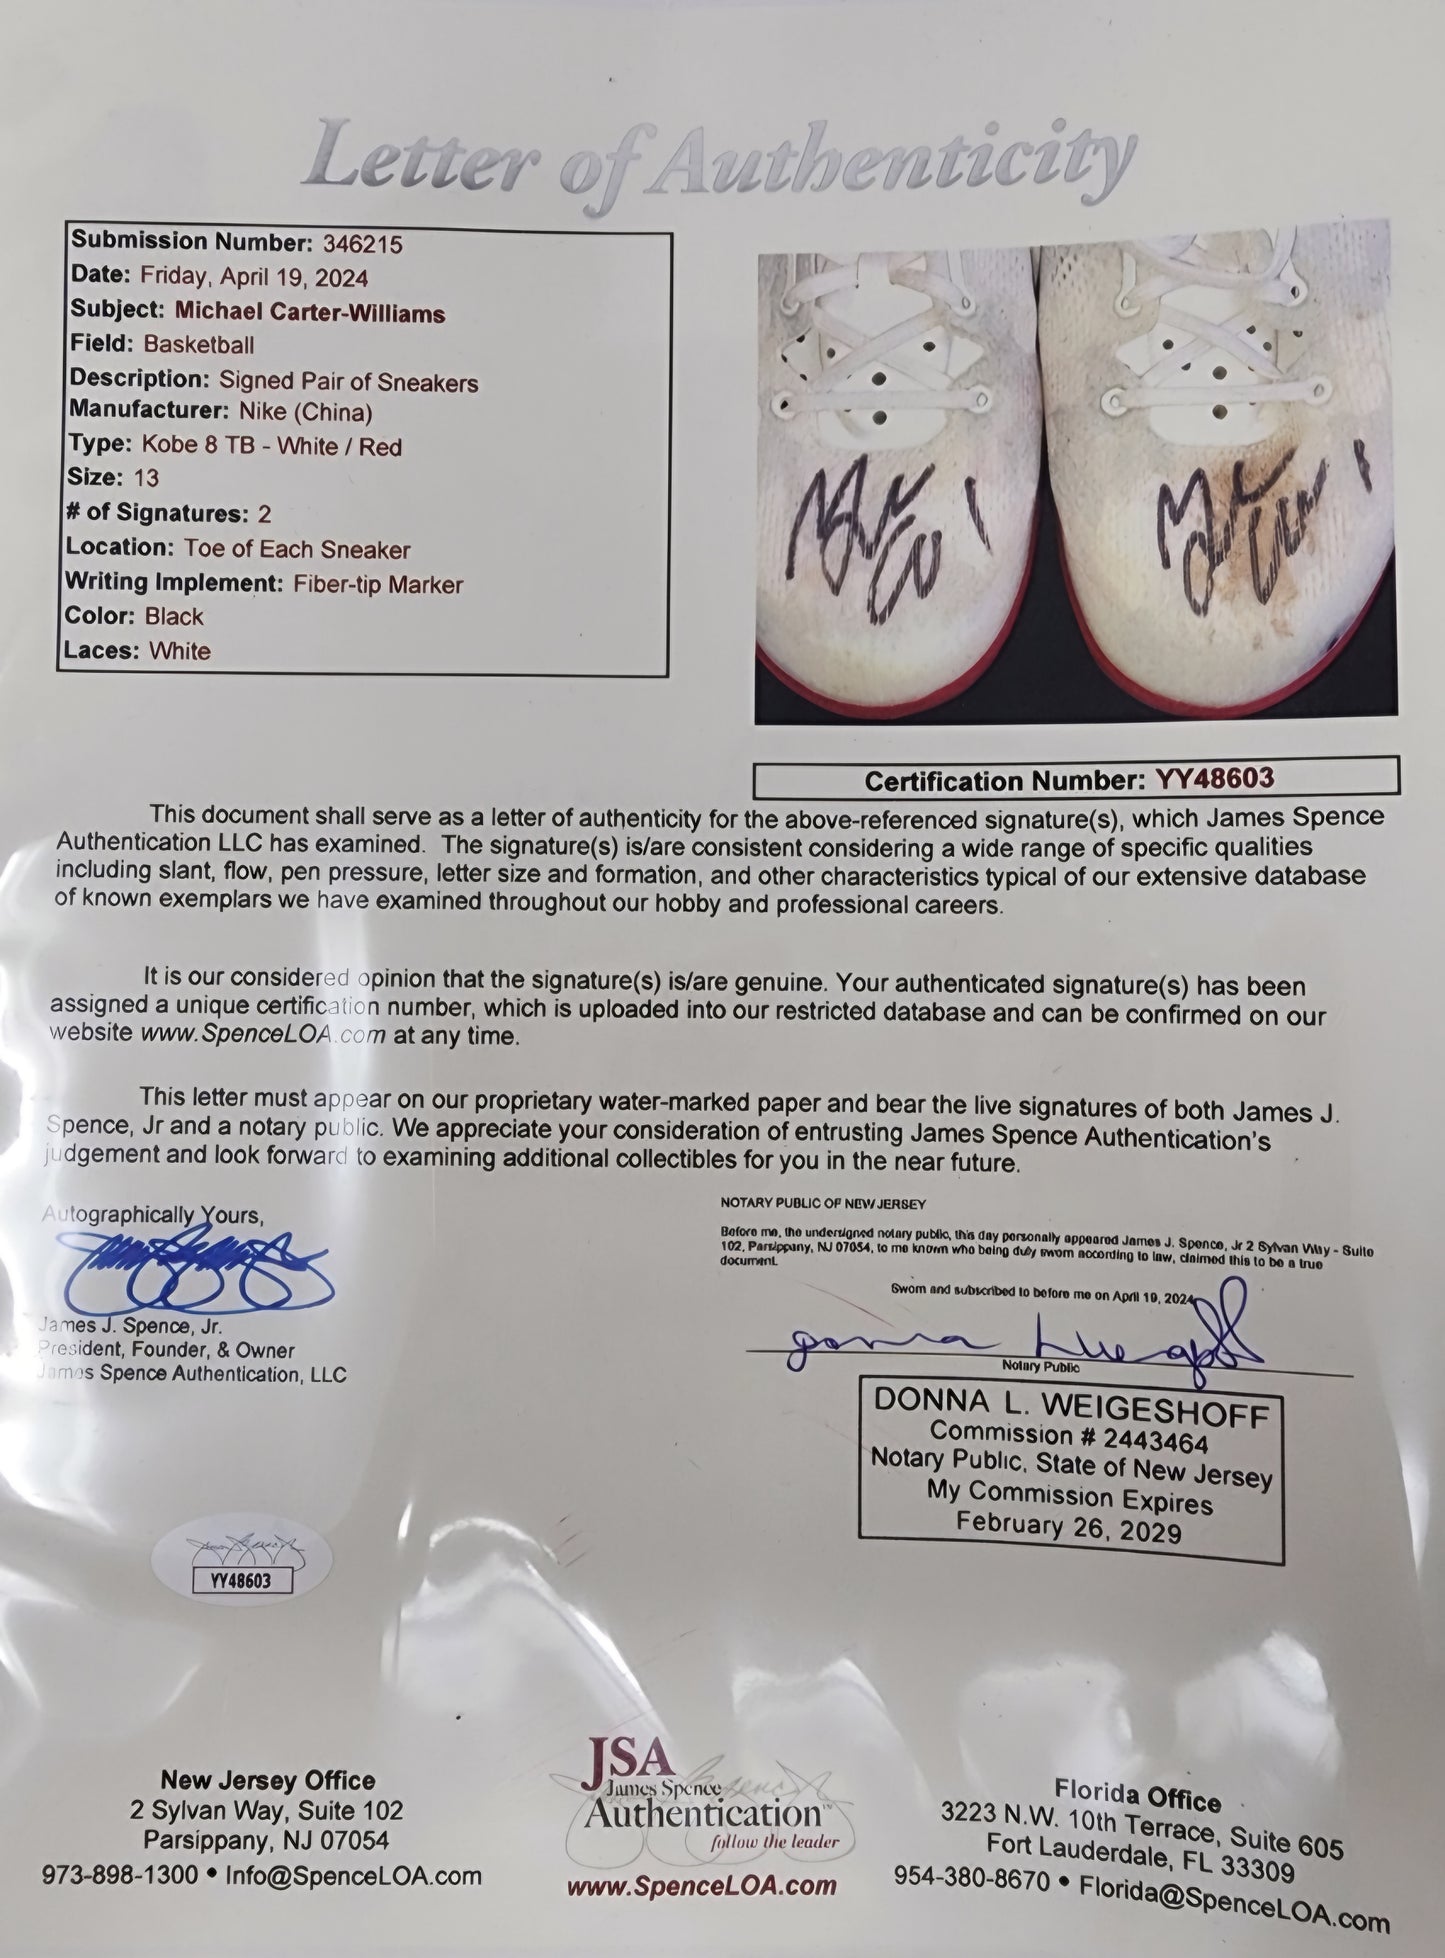 Letter of Authenticity
Submission Number: 346215
Date: Friday, April 19, 2024
Subject: Michael Carter-Williams
Field: Basketball
Description: Signed Pair of Sneakers
Manufacturer: Nike (China)
Type: Kobe 8 TB - White / Red
Size: 13
# of Signatures: 2
Location: Toe of Each Sneaker
Writing Implement: Fiber-tip Marker
Color: Black
Laces: White
Certification Number: YY48603
This document shall serve as a letter of authenticity for the above-referenced signature(s), which James Spence
Authentication LLC has examined. The signature(s) is/are consistent considering a wide range of specific qualities
including slant, flow, pen pressure, letter size and formation, and other characteristics typical of our extensive database
of known exemplars we have examined throughout our hobby and professional careers.
It is our considered opinion that the signature(s) is/are genuine. Your authenticated signature(s) has been
assigned a unique certification number, which is uploaded into our restricted database and can be confirmed on our
website www.SpenceLOA.com at any time.
This letter must appear on our proprietary water-marked paper and bear the live signatures of both James J.
Spence, Jr and a notary public. We appreciate your consideration of entrusting James Spence Authentication's
judgement and look forward to examining additional collectibles for you in the near future.
Autographically Yours,
James J. Spence, Jr.
President, Founder, & Owner
James Spence Authentication, LLC
NOTARY PUBLIC OF NEW JERSEY
Before me, the undersigned notary public, this day personally appeared James J. Spence, Jr 2 Sylvan Way - Suite
102, Parsippany, NJ 07054, to me known who being duly sworn according to law, claimed this to be a true
document.
Sworn and subscribed to before me on April 19, 2024
Notary Public
DONNA L. WEIGESHOFF
Commission # 2443464
Notary Public, State of New Jersey
My Commission Expires
February 26, 2029
YY48603
New Jersey Office
2 Sylvan Way, Suite 102
Parsippany, NJ 07054
973-898-1300 • Info@SpenceLOA.com
JSA
James Spence
Authentication™
follow the leader
www.SpenceLOA.com
Florida Office
3223 N.W. 10th Terrace, Suite 605
Fort Lauderdale, FL 33309
954-380-8670 • Florida@SpenceLOA.com